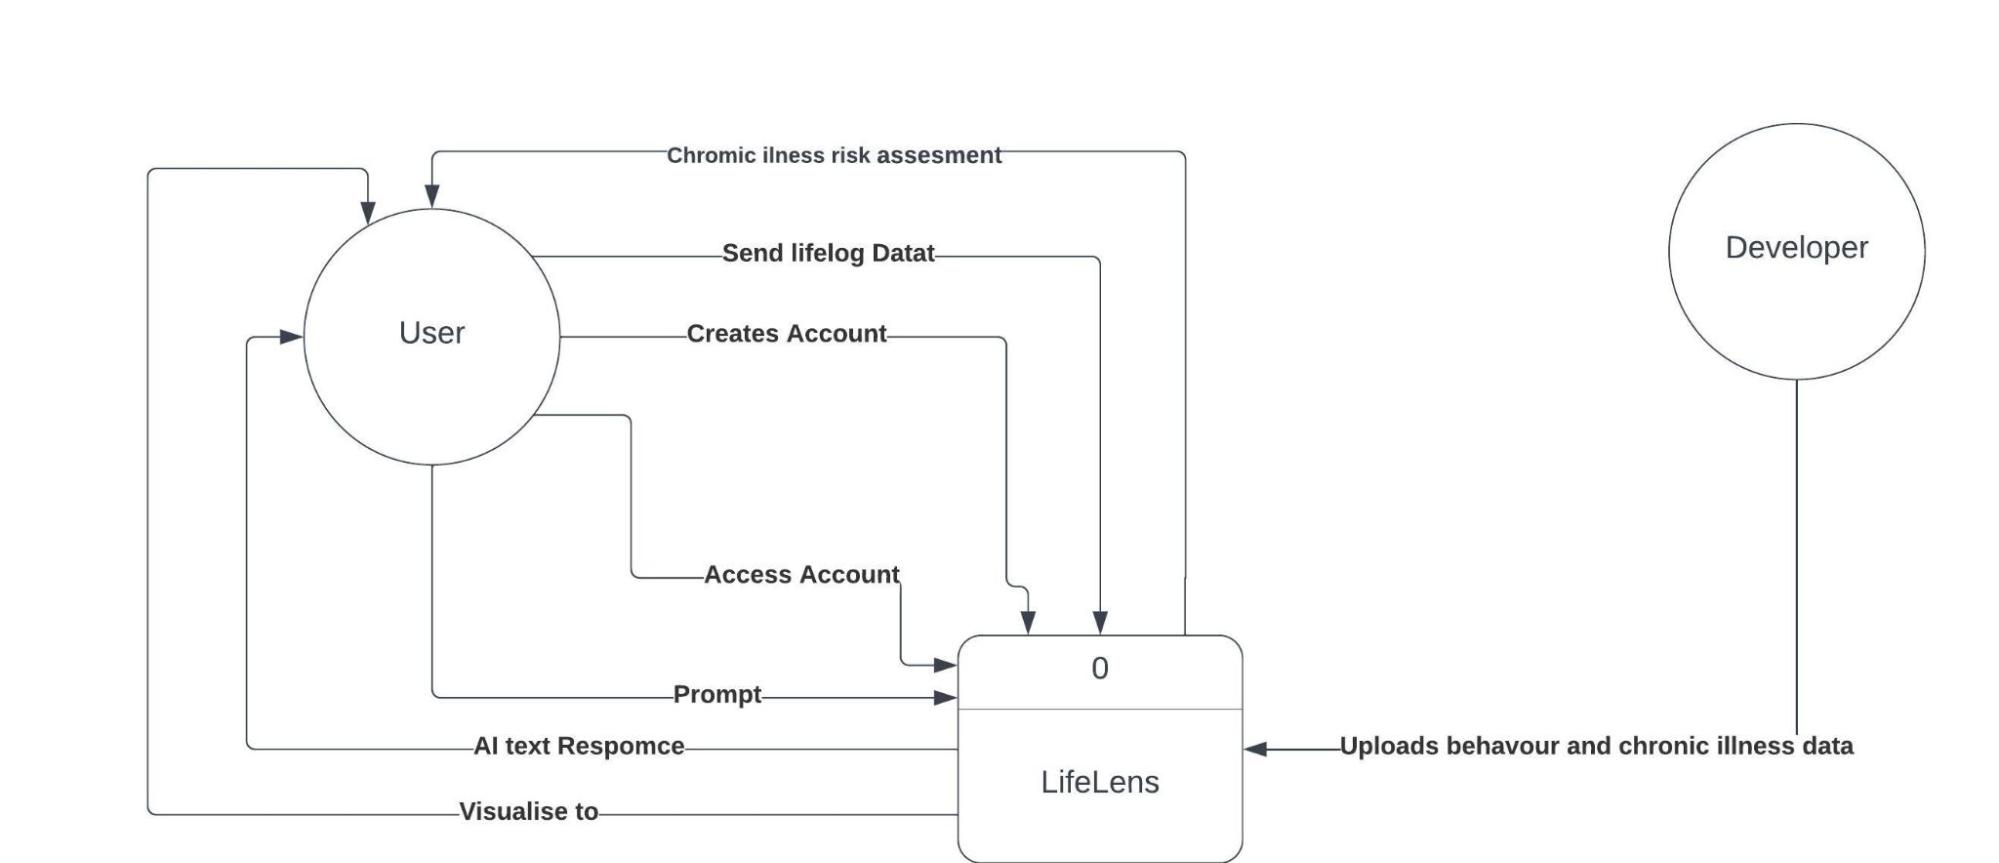 Chromic ilness risk assesment
Developer
Send lifelog Datat
User
Creates Account
Access Account
0
Prompt
AI text Respomce
Uploads behavour and chronic illness data
LifeLens
Visualise to